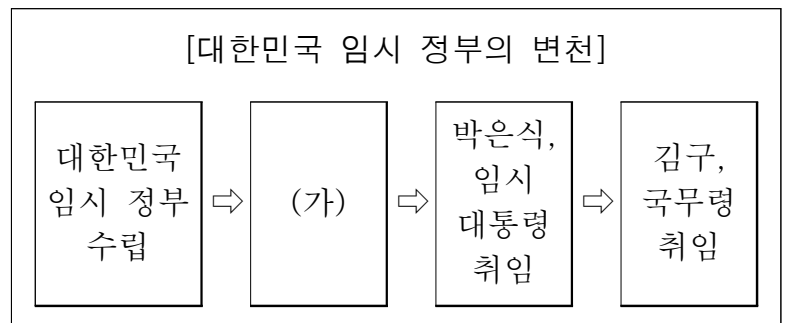 [대한민국 임시 정부의 변천]
대한민국
임시 정부
수립
⇨
(가)
⇨
박은식,
임시
대통령
취임
⇨
김구,
국무령
취임